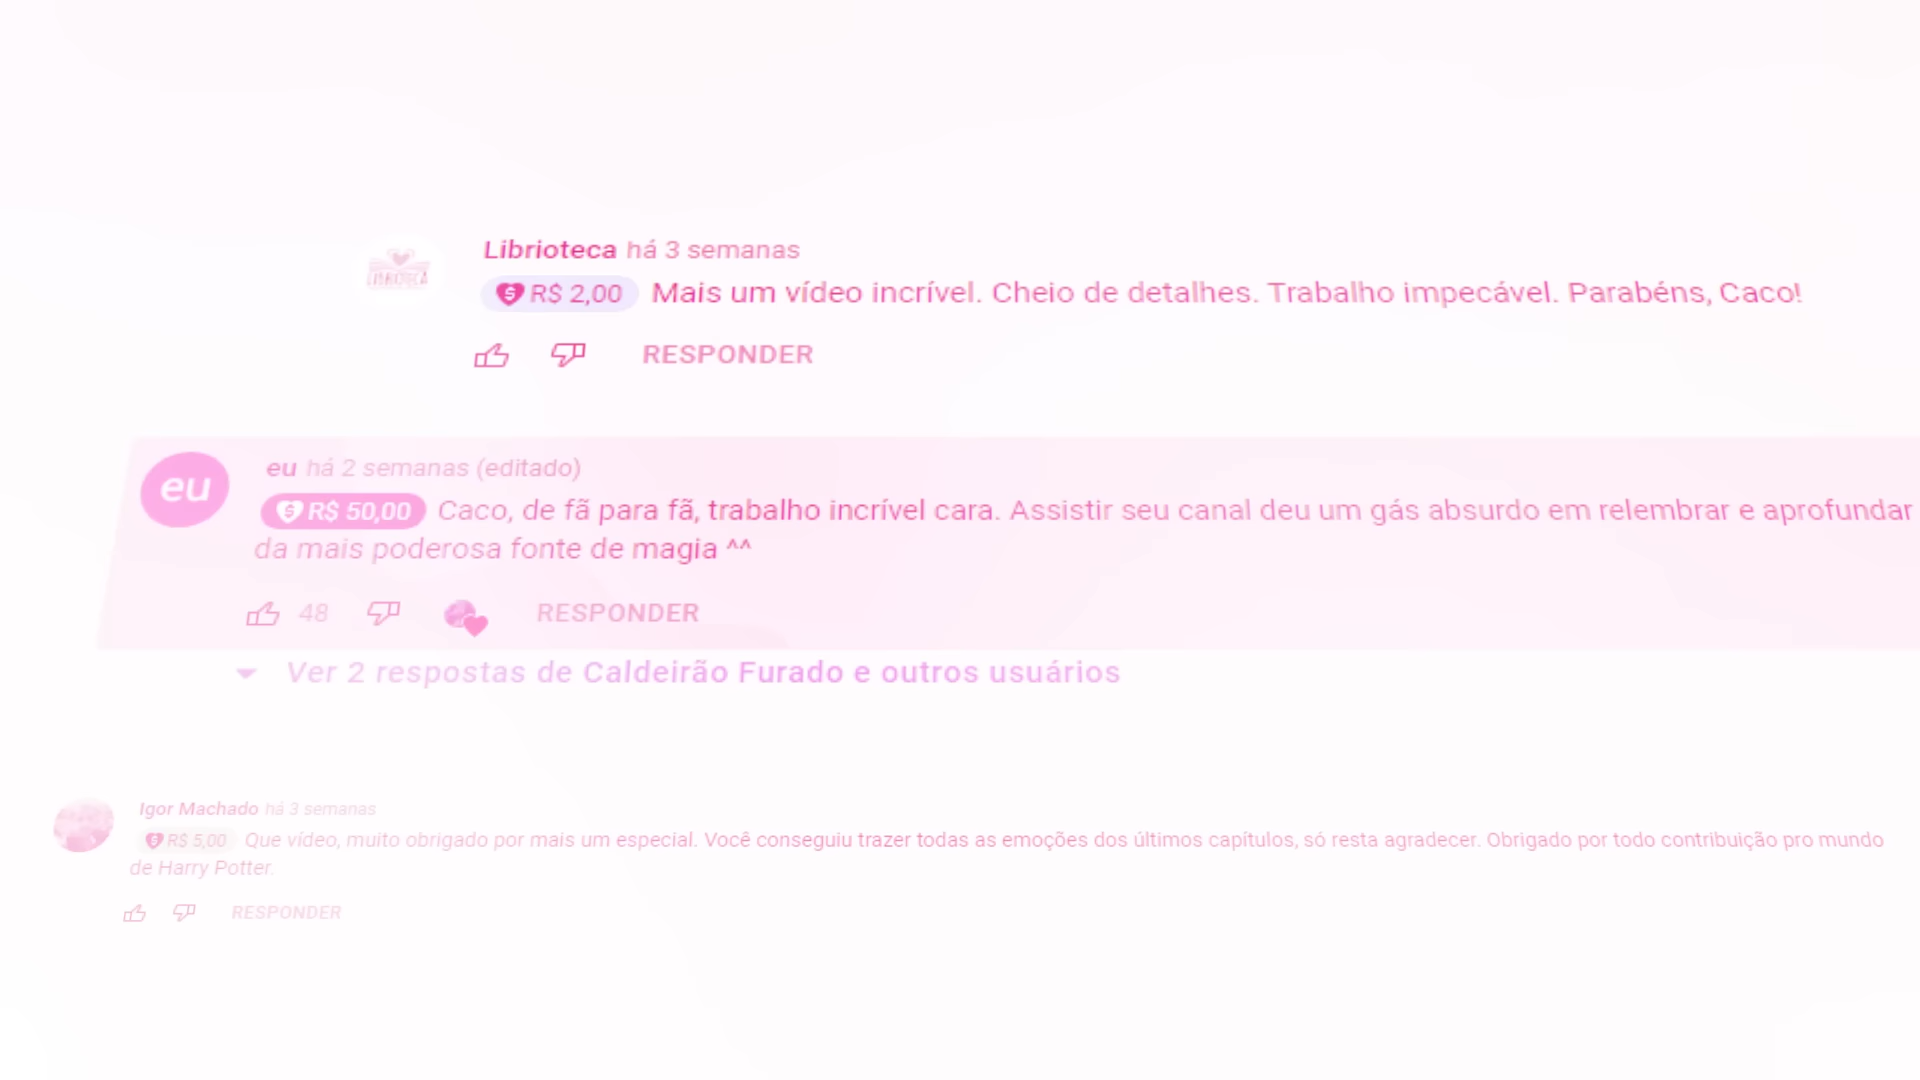 Librioteca há 3 semanas
R$ 2,00 Mais um vídeo incrível. Cheio de detalhes. Trabalho impecável. Parabéns, Caco!
RESPONDER
eu
eu há 2 semanas (editado)
R$ 50,00 Caco, de fã para fã, trabalho incrível cara. Assistir seu canal deu um gás absurdo em relembrar e aprofundar
da mais poderosa fonte de magia ^^
48 RESPONDER
Ver 2 respostas de Caldeirão Furado e outros usuários
Igor Machado há 3 semanas
R$ 5,00 Que vídeo, muito obrigado por mais um especial. Você conseguiu trazer todas as emoções dos últimos capítulos, só resta agradecer. Obrigado por todo contribuição pro mundo
de Harry Potter.
RESPONDER